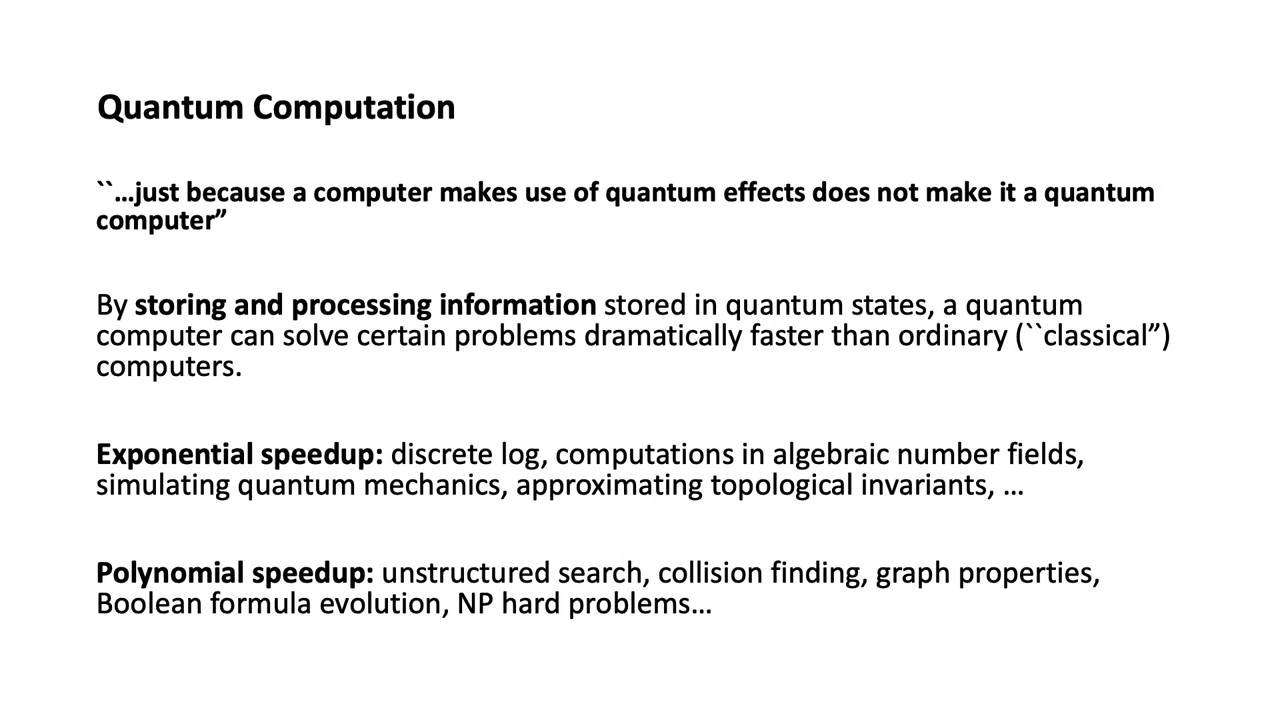 Quantum Computation
``…just because a computer makes use of quantum effects does not make it a quantum
computer”
By storing and processing information stored in quantum states, a quantum
computer can solve certain problems dramatically faster than ordinary (``classical”)
computers.
Exponential speedup: discrete log, computations in algebraic number fields,
simulating quantum mechanics, approximating topological invariants, …
Polynomial speedup: unstructured search, collision finding, graph properties,
Boolean formula evolution, NP hard problems…